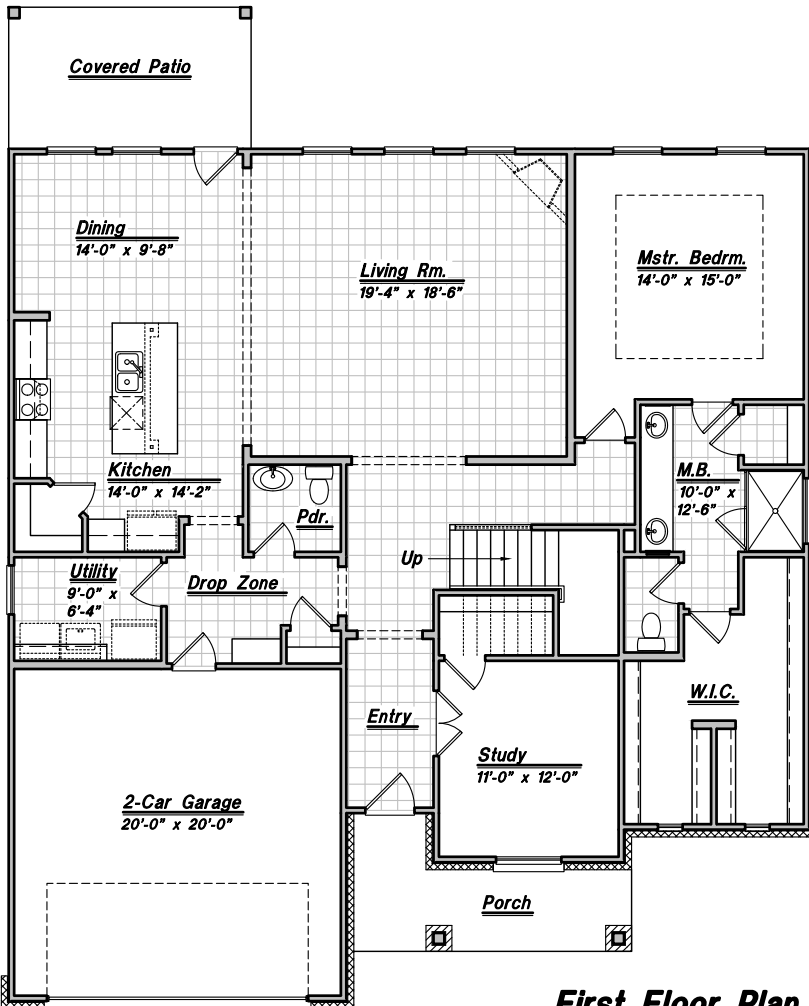 Covered Patio
Dining
14'-0" x 9'-8"
Living Rm.
19'-4" x 18'-6"
Mstr. Bedrm.
14'-0" x 15'-0"
Kitchen
14'-0" x 14'-2"
M.B.
10'-0" x
12'-6"
Pdr.
Up
Utility
9'-0" x
6'-4"
Drop Zone
W.I.C.
Entry
Study
11'-0" x 12'-0"
2-Car Garage
20'-0" x 20'-0"
Porch
First Floor Plan